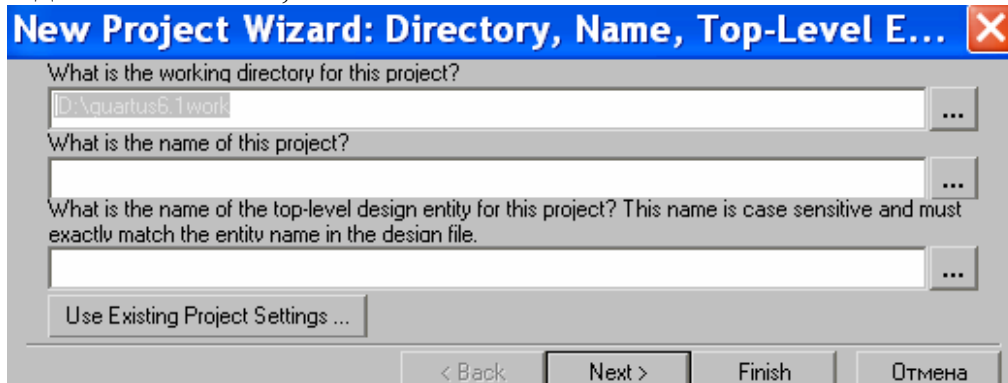 New Project Wizard: Directory, Name, Top-Level E...
What is the working directory for this project?
D:\quartus6.1work
...
What is the name of this project?
...
What is the name of the top-level design entity for this project? This name is case sensitive and must
exactly match the entity name in the design file.
...
Use Existing Project Settings ...
< Back Next > Finish Отмена